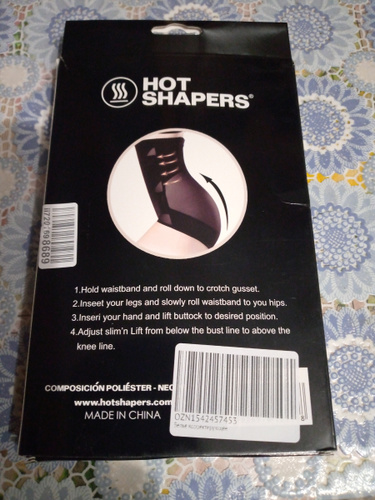 HOT
SHAPERS®
1.Hold waistband and roll down to crotch gusset.
2.Inseet your legs and slowly roll waistband to you hips.
3.Inseri your hand and lift buttock to desired position.
4.Adjust slim'n Lift from below the bust line to above the
knee line.
COMPOSICIÓN POLIÉSTER - NEO
www.hotshapers.com
MADE IN CHINA
OZN1542457453